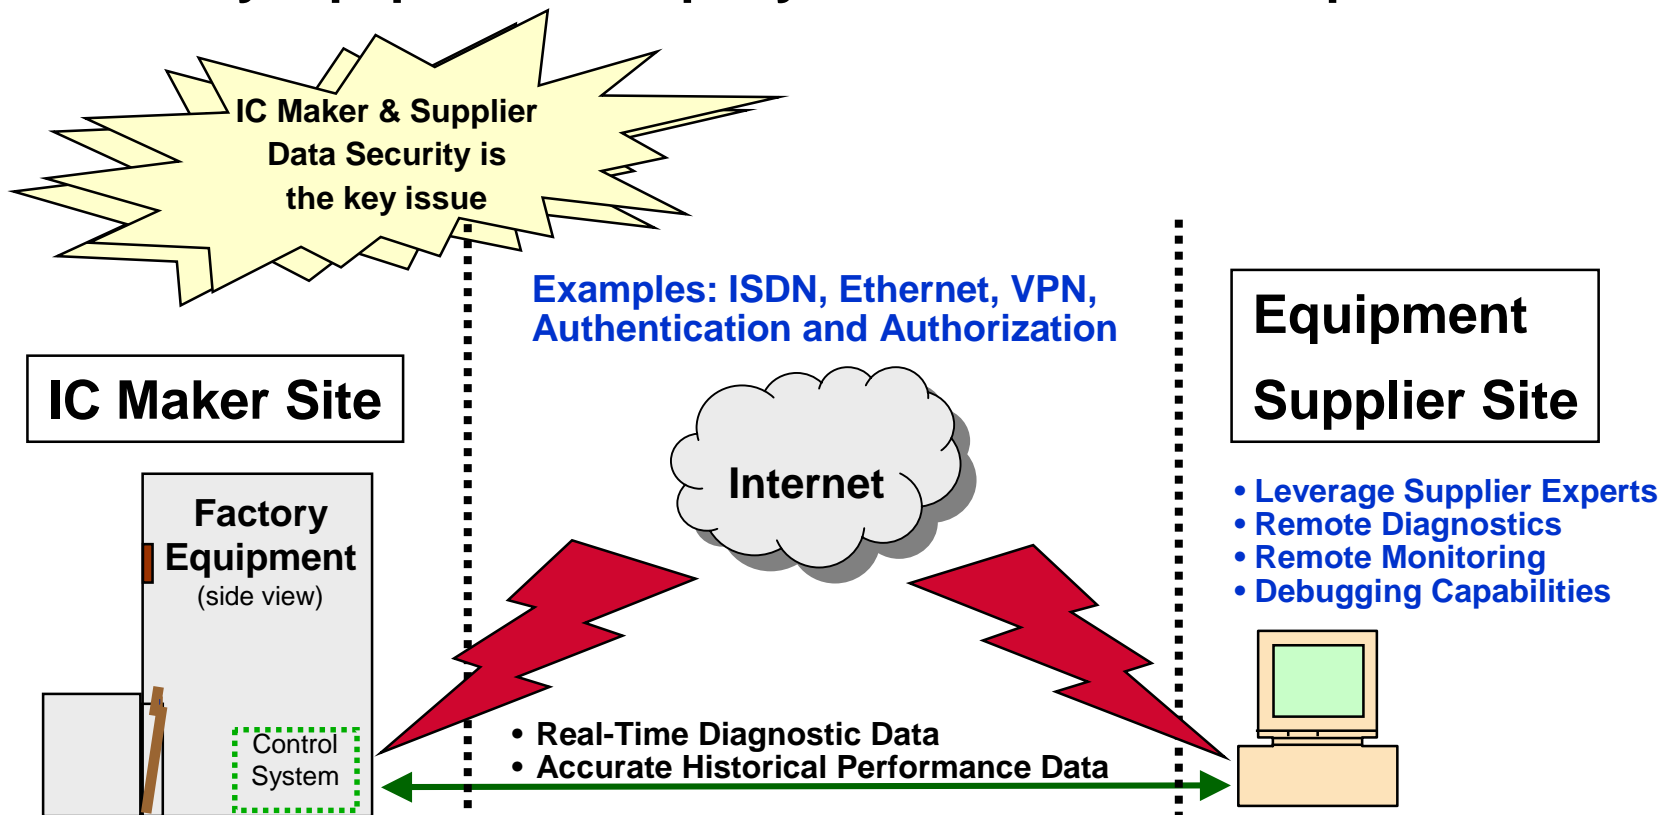 IC Maker & Supplier
Data Security is
the key issue
Examples: ISDN, Ethernet, VPN,
Authentication and Authorization
Equipment
Supplier Site
IC Maker Site
Internet
Factory
Equipment
(side view)
• Leverage Supplier Experts
• Remote Diagnostics
• Remote Monitoring
• Debugging Capabilities
Control
System
• Real-Time Diagnostic Data
• Accurate Historical Performance Data